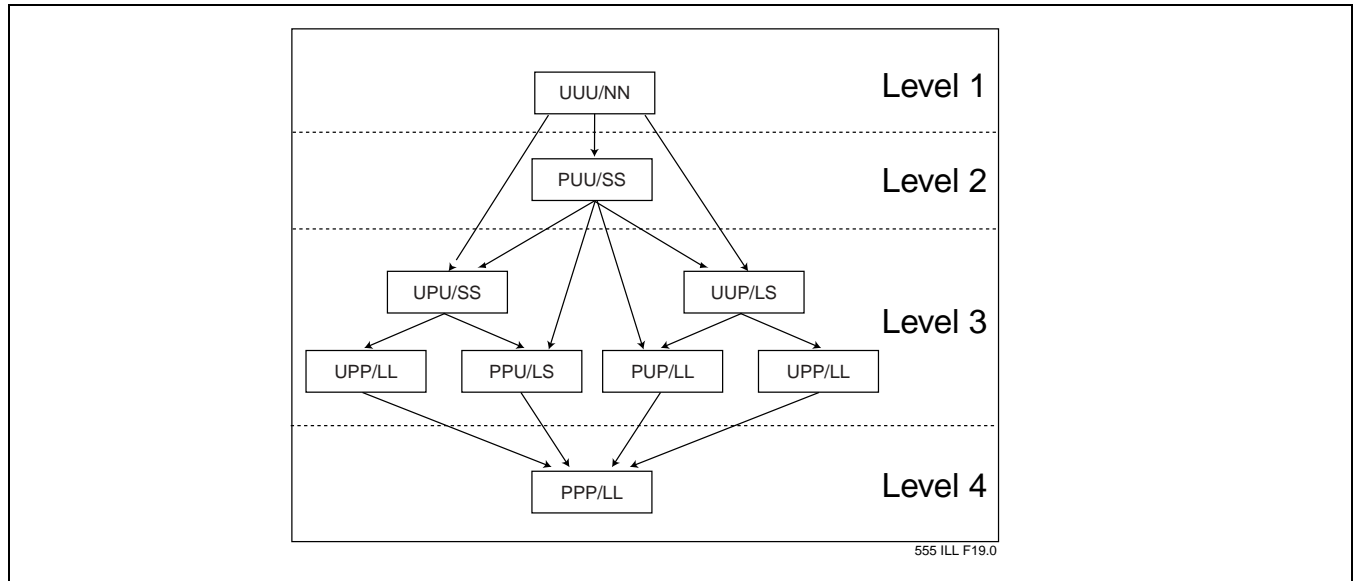 UUU/NN
Level 1
PUU/SS
Level 2
UPU/SS
UUP/LS
Level 3
UPP/LL
PPU/LS
PUP/LL
UPP/LL
PPP/LL
Level 4
555 ILL F19.0